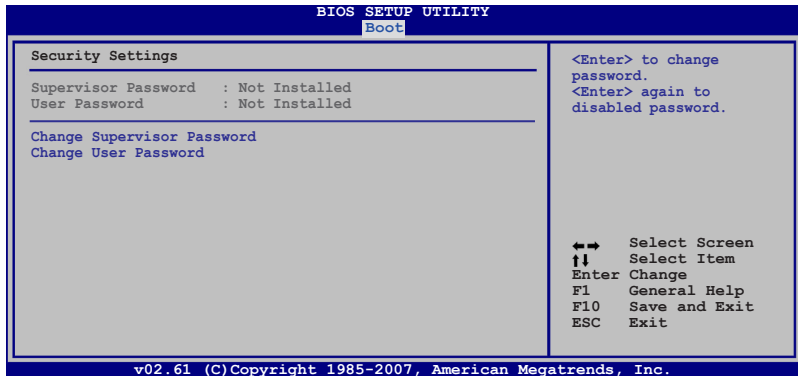 BIOS SETUP UTILITY
Boot
Security Settings
Supervisor Password : Not Installed
User Password : Not Installed
Change Supervisor Password
Change User Password
<Enter> to change
password.
<Enter> again to
disabled password.
←→ Select Screen
↑↓ Select Item
Enter Change
F1 General Help
F10 Save and Exit
ESC Exit
v02.61 (C)Copyright 1985-2007, American Megatrends, Inc.